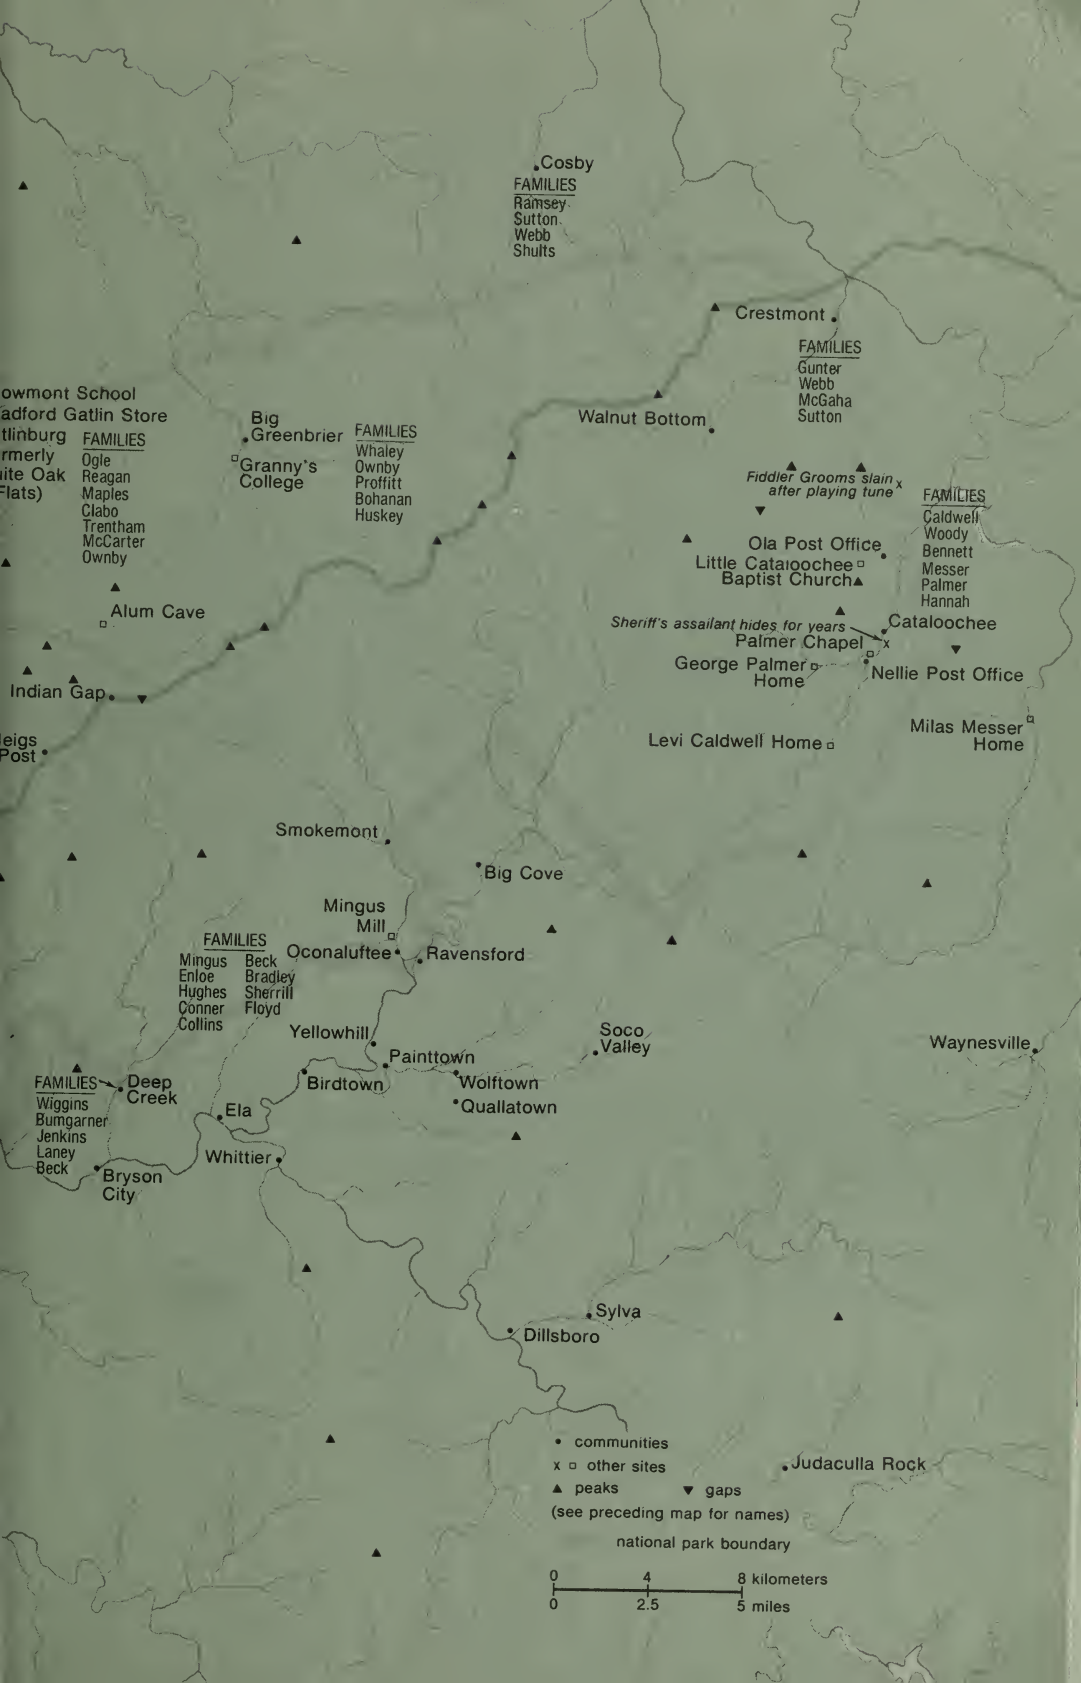 Cosby
FAMILIES
Ramsey
Sutton
Webb
Shults
Crestmont
FAMILIES
Gunter
Webb
McGaha
Sutton
Walnut Bottom
owmont School
adford Gatlin Store
tlinburg
rmerly
ite Oak
Flats)
FAMILIES
Ogle
Reagan
Maples
Clabo
Trentham
McCarter
Ownby
Big
Greenbrier
Granny's
College
FAMILIES
Whaley
Ownby
Proffitt
Bohanan
Huskey
Fiddler Grooms slain x
after playing tune
FAMILIES
Caldwell
Woody
Bennett
Messer
Palmer
Hannah
Ola Post Office
Little Cataloochee
Baptist Church
Alum Cave
Sheriff's assailant hides for years
x
Cataloochee
Palmer Chapel
George Palmer
Home
Nellie Post Office
Indian Gap
eigs
Post
Levi Caldwell Home
Milas Messer
Home
Smokemont
Big Cove
Mingus
Mill
Oconaluftee
Ravensford
FAMILIES
Mingus Beck
Enloe Bradley
Hughes Sherrill
Conner Floyd
Collins
Yellowhill
Soco
Valley
Waynesville
Painttown
Birdtown
Wolftown
Quallatown
FAMILIES
Wiggins
Bumgarner
Jenkins
Laney
Beck
Deep
Creek
Ela
Whittier
Bryson
City
Sylva
Dillsboro
Judaculla Rock
communities
x other sites
peaks gaps
(see preceding map for names)
national park boundary
0 4 8 kilometers
0 2.5 5 miles